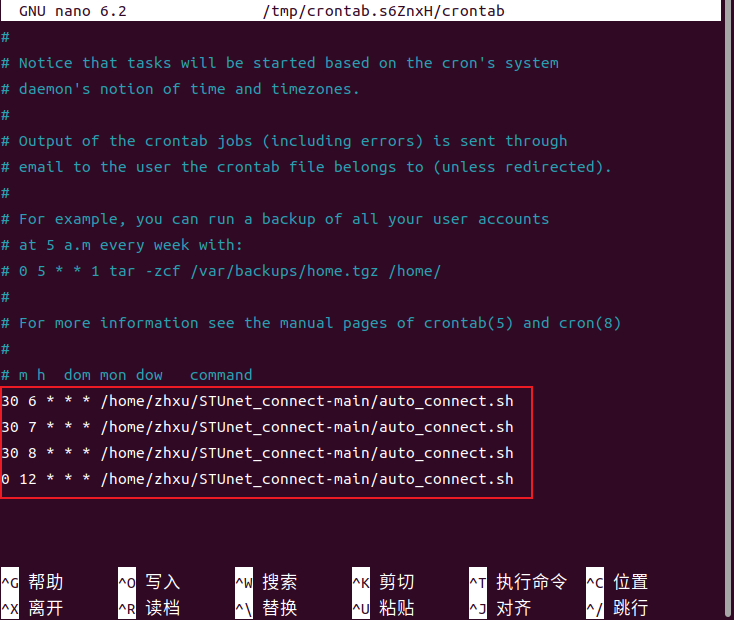 GNU nano 6.2 /tmp/crontab.s6ZnxH/crontab
#
# Notice that tasks will be started based on the cron's system
# daemon's notion of time and timezones.
#
# Output of the crontab jobs (including errors) is sent through
# email to the user the crontab file belongs to (unless redirected).
#
# For example, you can run a backup of all your user accounts
# at 5 a.m every week with:
# 0 5 * * 1 tar -zcf /var/backups/home.tgz /home/
#
# For more information see the manual pages of crontab(5) and cron(8)
#
# m h  dom mon dow   command
30 6 * * * /home/zhxu/STUnet_connect-main/auto_connect.sh
30 7 * * * /home/zhxu/STUnet_connect-main/auto_connect.sh
30 8 * * * /home/zhxu/STUnet_connect-main/auto_connect.sh
0 12 * * * /home/zhxu/STUnet_connect-main/auto_connect.sh
^G 帮助 ^O 写入 ^W 搜索 ^K 剪切 ^T 执行命令 ^C 位置
^X 离开 ^R 读档 ^\ 替换 ^U 粘贴 ^J 对齐 ^/ 跳行